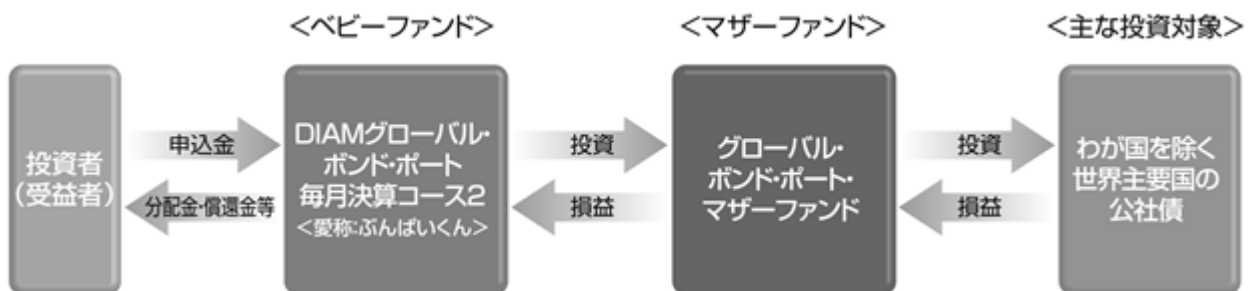 <ベビーファンド>
<マザーファンド>
<主な投資対象>
投資者
(受益者)
申込金
分配金・償還金等
DIAMグローバル・
ボンド・ポート
毎月決算コース2
<愛称:ぶんぱいくん>
投資
損益
グローバル・
ボンド・ポート・
マザーファンド
投資
損益
わが国を除く
世界主要国の
公社債